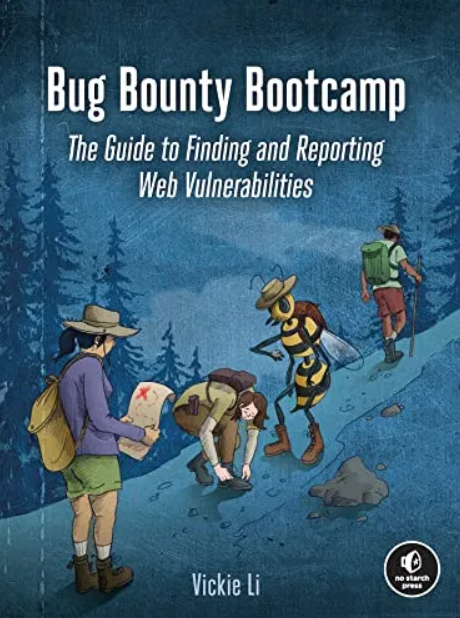 Bug Bounty Bootcamp
The Guide to Finding and Reporting
Web Vulnerabilities
Vickie Li
no starch
press